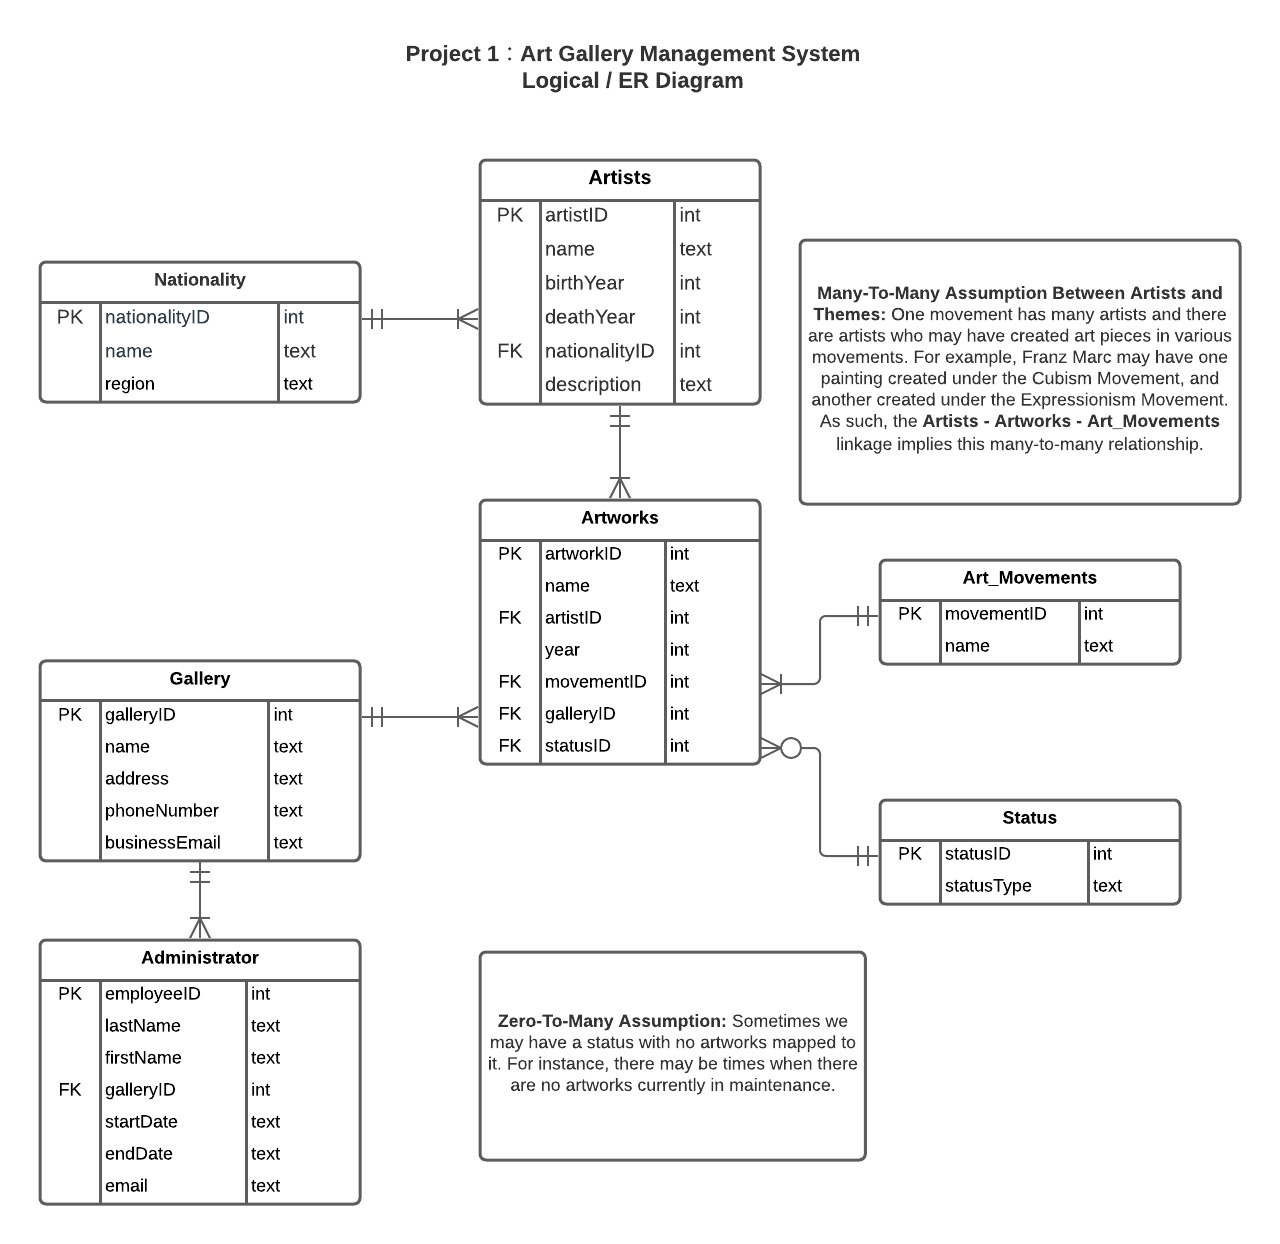 Project 1 : Art Gallery Management System
Logical / ER Diagram
Artists
PK artistID int
name text
birthYear int
deathYear int
FK nationalityID int
description text
Nationality
PK nationalityID int
name text
region text
Many-To-Many Assumption Between Artists and
Themes: One movement has many artists and there
are artists who may have created art pieces in various
movements. For example, Franz Marc may have one
painting created under the Cubism Movement, and
another created under the Expressionism Movement.
As such, the Artists - Artworks - Art_Movements
linkage implies this many-to-many relationship.
Artworks
PK artworkID int
name text
FK artistID int
year int
FK movementID int
FK galleryID int
FK statusID int
Art_Movements
PK movementID int
name text
Gallery
PK galleryID int
name text
address text
phoneNumber text
businessEmail text
Status
PK statusID int
statusType text
Administrator
PK employeeID int
lastName text
firstName text
FK galleryID int
startDate text
endDate text
email text
Zero-To-Many Assumption: Sometimes we
may have a status with no artworks mapped to
it. For instance, there may be times when there
are no artworks currently in maintenance.